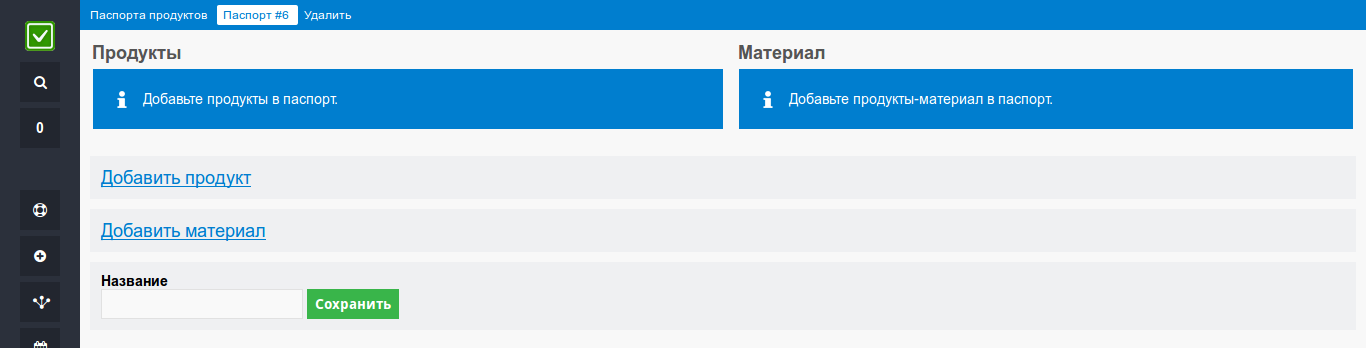 Паспорта продуктов Паспорт #6 Удалить
Продукты
Материал
Добавьте продукты в паспорт.
Добавьте продукты-материал в паспорт.
0
Добавить продукт
Добавить материал
Название
Сохранить